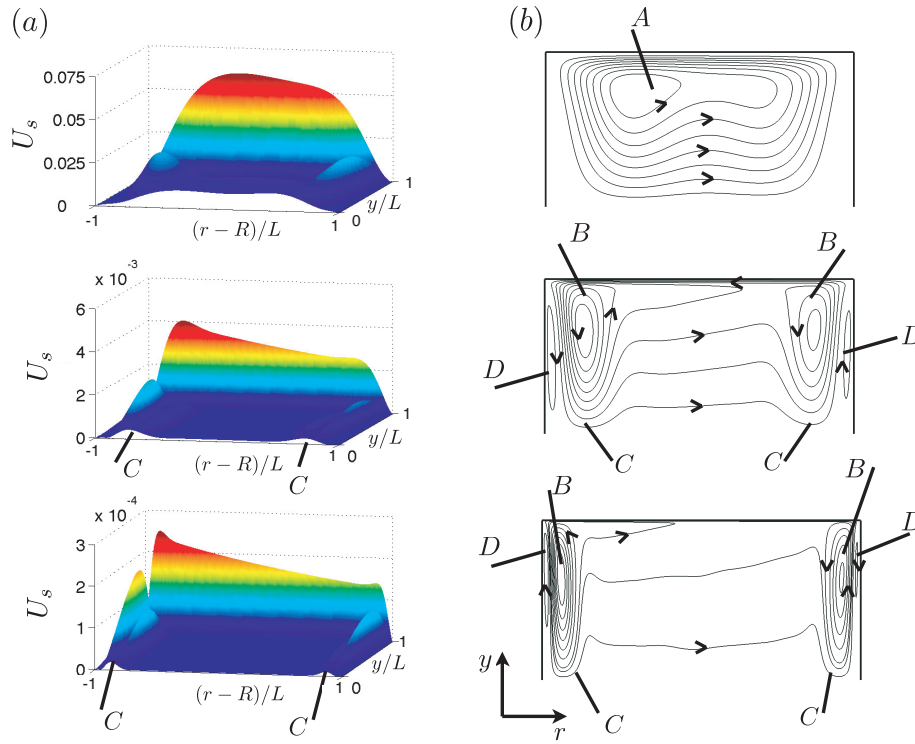 (a)
0.075
0.05
0.025
0
U_s
-1
(r − R)/L
1
0
y/L
1
x 10^-3
6
4
2
0
U_s
-1
C
(r − R)/L
C
1
0
y/L
1
x 10^-4
3
2
1
0
U_s
-1
C
(r − R)/L
C
1
0
y/L
1
(b)
A
B
B
D
D
C
C
B
B
D
D
C
C
y
r